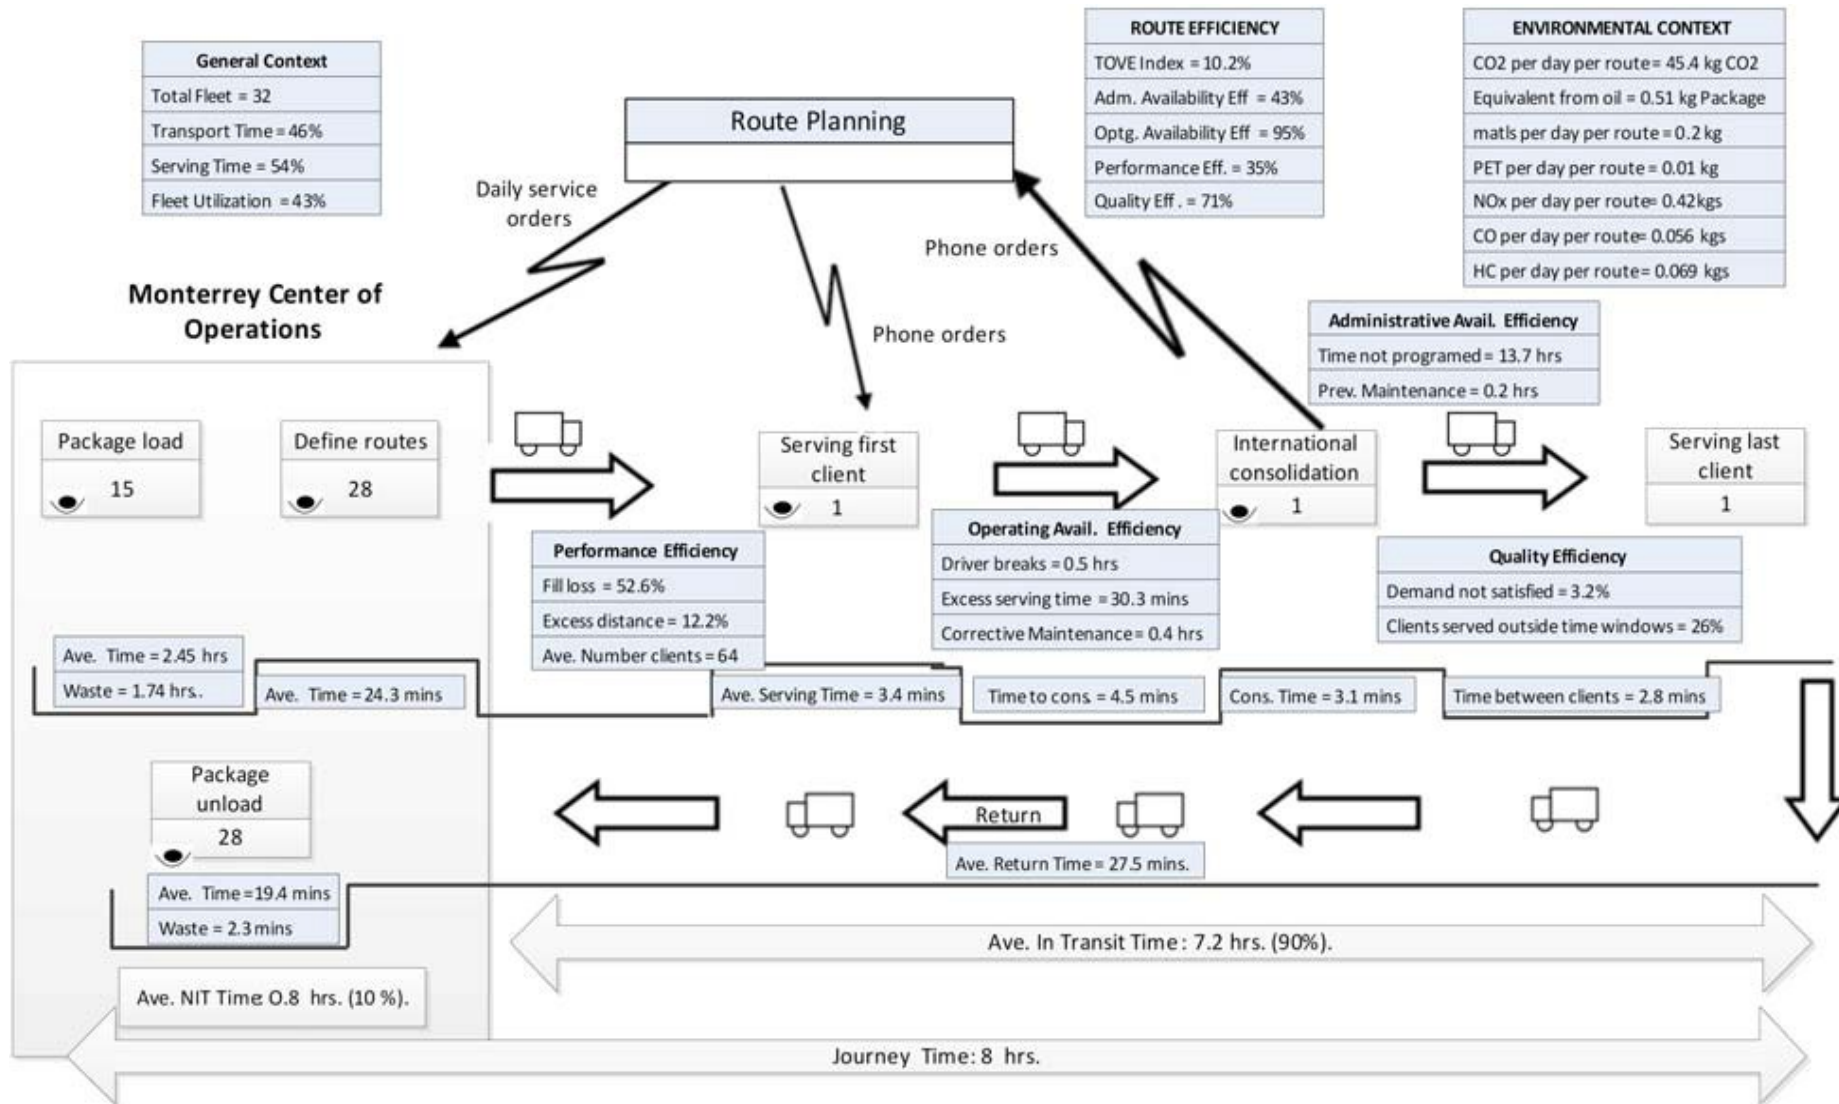 General Context
Total Fleet = 32
Transport Time = 46%
Serving Time = 54%
Fleet Utilization = 43%
Route Planning
ROUTE EFFICIENCY
TOVE Index = 10.2%
Adm. Availability Eff = 43%
Optg. Availability Eff = 95%
Performance Eff. = 35%
Quality Eff. = 71%
ENVIRONMENTAL CONTEXT
CO2 per day per route= 45.4 kg CO2
Equivalent from oil = 0.51 kg Package
matls per day per route = 0.2 kg
PET per day per route = 0.01 kg
NOx per day per route= 0.42kgs
CO per day per route= 0.056 kgs
HC per day per route= 0.069 kgs
Daily service
orders
Phone orders
Phone orders
Monterrey Center of
Operations
Administrative Avail. Efficiency
Time not programed = 13.7 hrs
Prev. Maintenance = 0.2 hrs
Package load
15
Define routes
28
Serving first
client
1
International
consolidation
1
Serving last
client
1
Performance Efficiency
Fill loss = 52.6%
Excess distance = 12.2%
Ave. Number clients = 64
Operating Avail. Efficiency
Driver breaks = 0.5 hrs
Excess serving time = 30.3 mins
Corrective Maintenance= 0.4 hrs
Quality Efficiency
Demand not satisfied = 3.2%
Clients served outside time windows = 26%
Ave. Time = 2.45 hrs
Waste = 1.74 hrs..
Ave. Time = 24.3 mins
Ave. Serving Time = 3.4 mins
Time to cons. = 4.5 mins
Cons. Time = 3.1 mins
Time between clients = 2.8 mins
Package
unload
28
Return
Ave. Return Time = 27.5 mins.
Ave. Time =19.4 mins
Waste = 2.3 mins
Ave. In Transit Time : 7.2 hrs. (90%).
Ave. NIT Time: O.8 hrs. (10 %).
Journey Time: 8 hrs.